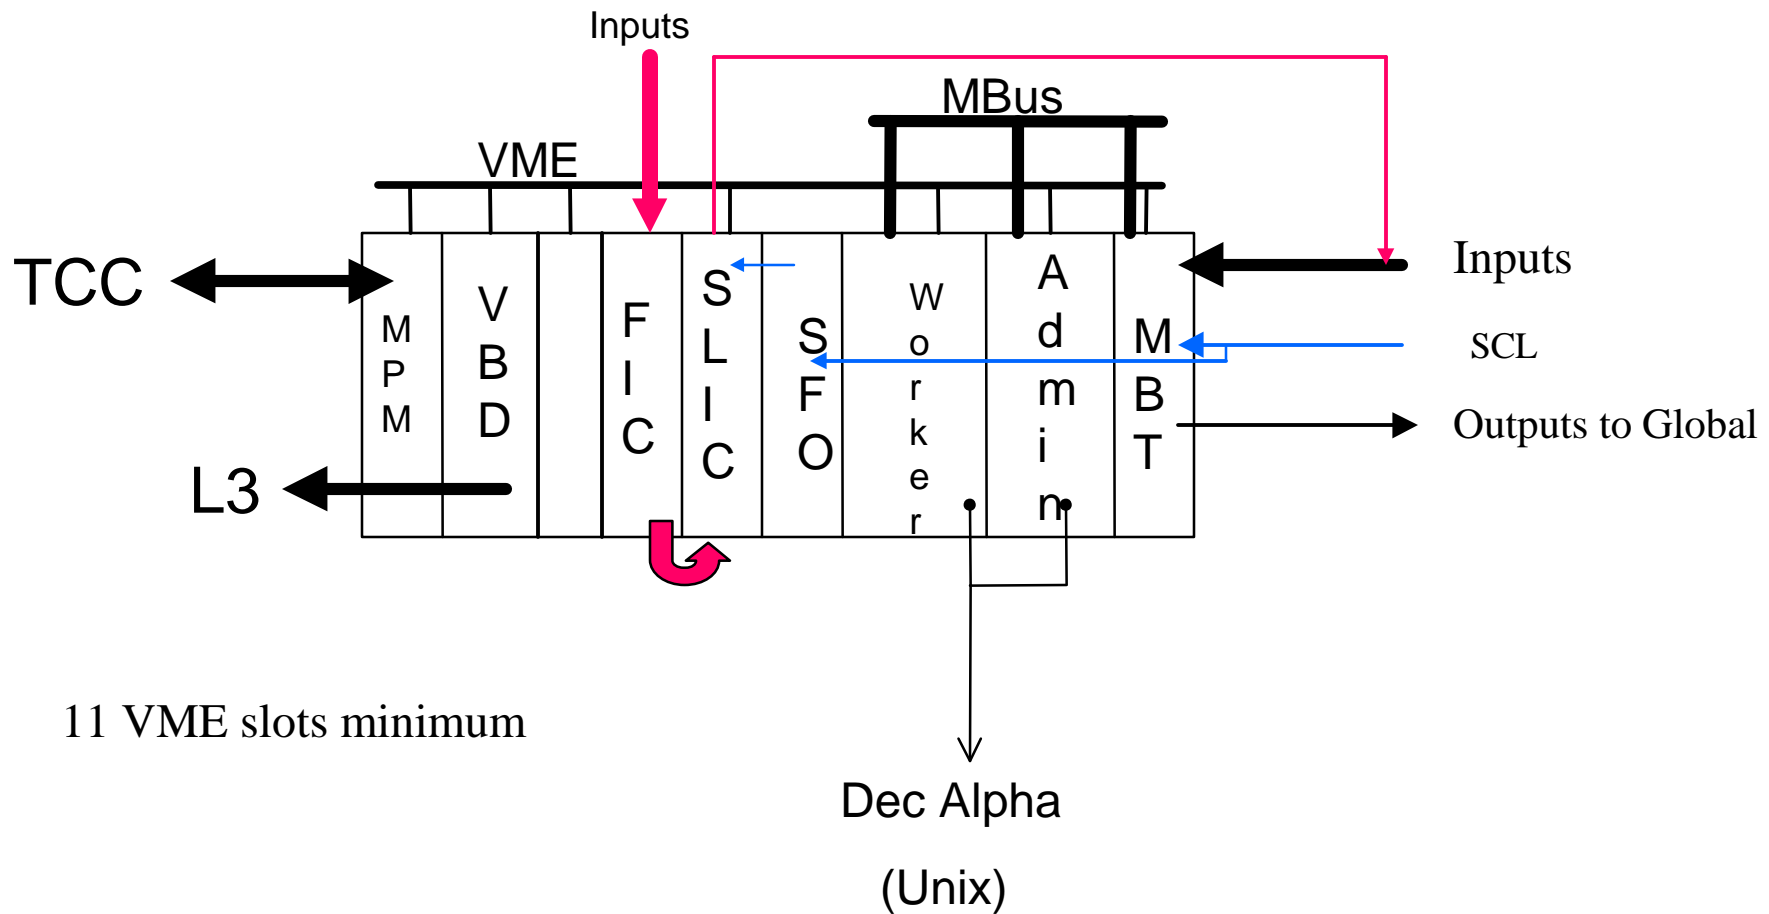 Inputs
MBus
VME
TCC
MPM
VBD
FIC
SLIC
SFO
Worker
Admin
MBT
Inputs
SCL
Outputs to Global
L3
11 VME slots minimum
Dec Alpha
(Unix)